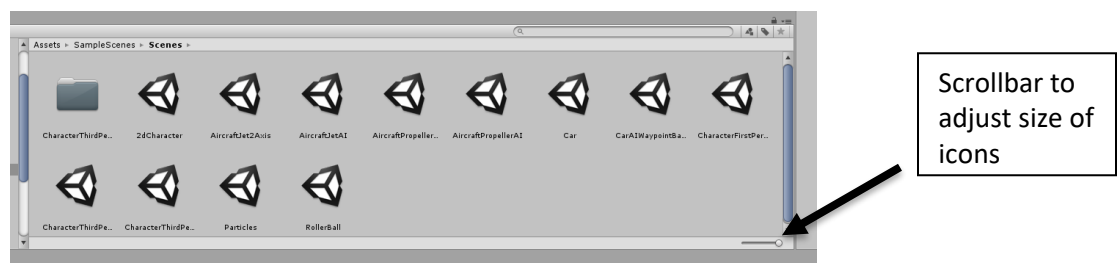 Assets ▸ SampleScenes ▸ Scenes ▸
CharacterThirdPe.. 2dCharacter AircraftJet2Axis AircraftJetAI AircraftPropeller.. AircraftPropellerAI Car CarAIWaypointBa.. CharacterFirstPer..
CharacterThirdPe.. CharacterThirdPe.. Particles RollerBall
Scrollbar to
adjust size of
icons